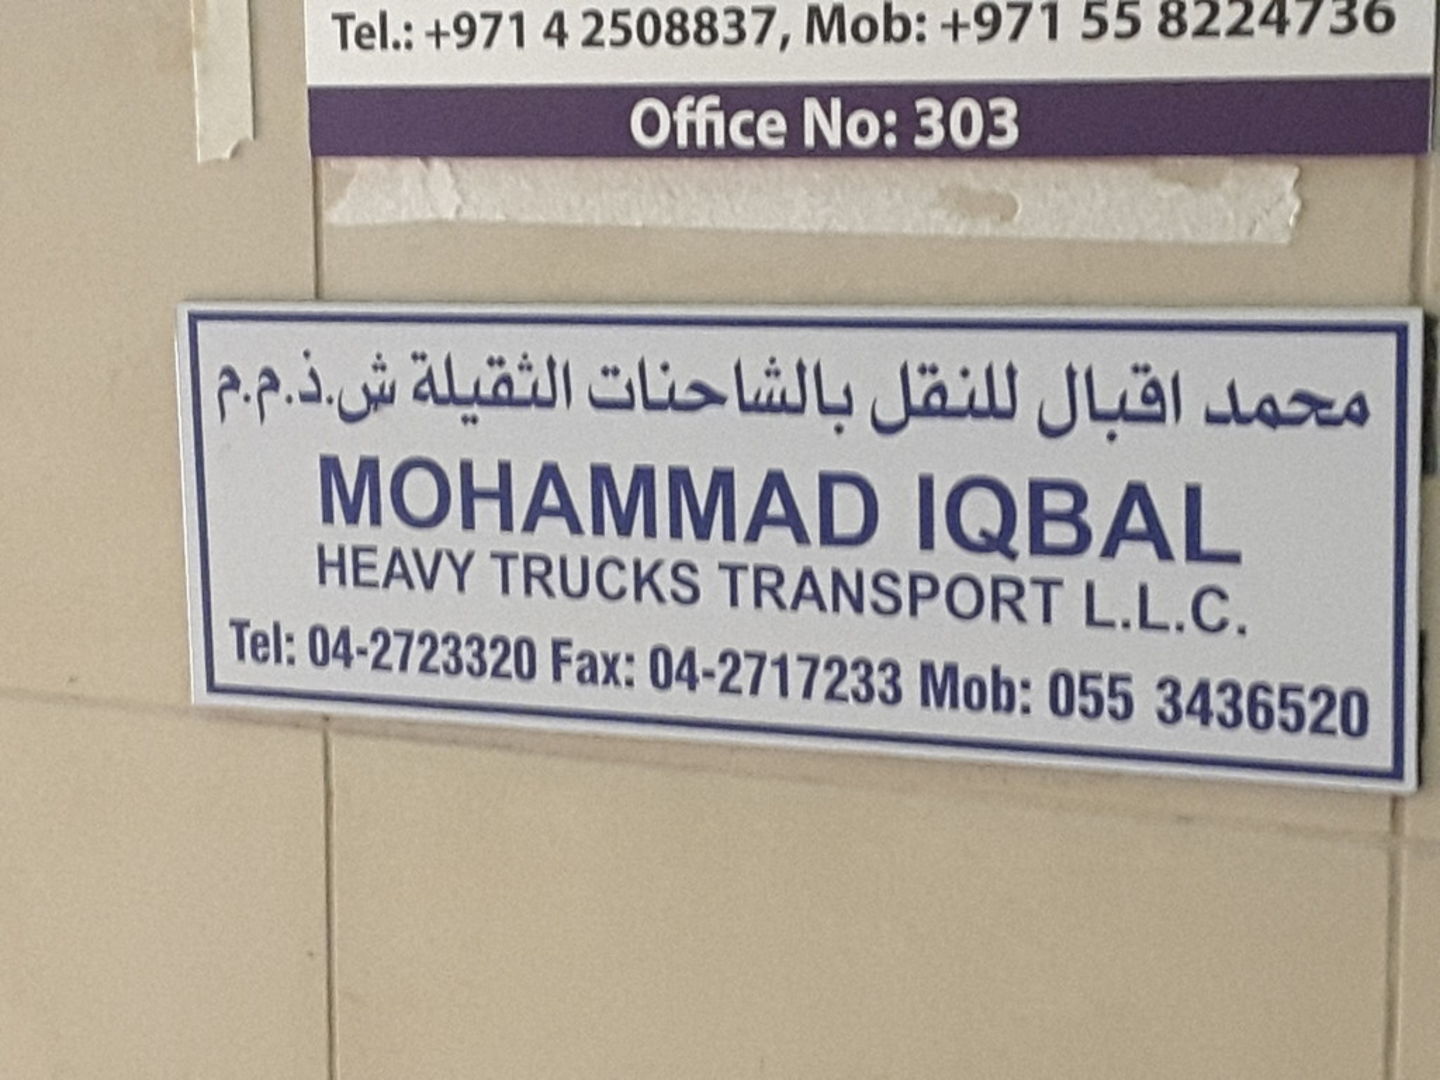 Tel.: +971 4 2508837, Mob: +971 55 8224736
Office No: 303
محمد اقبال للنقل بالشاحنات الثقيلة ش.ذ.م.م
MOHAMMAD IQBAL
HEAVY TRUCKS TRANSPORT L.L.C.
Tel: 04-2723320 Fax: 04-2717233 Mob: 055 3436520